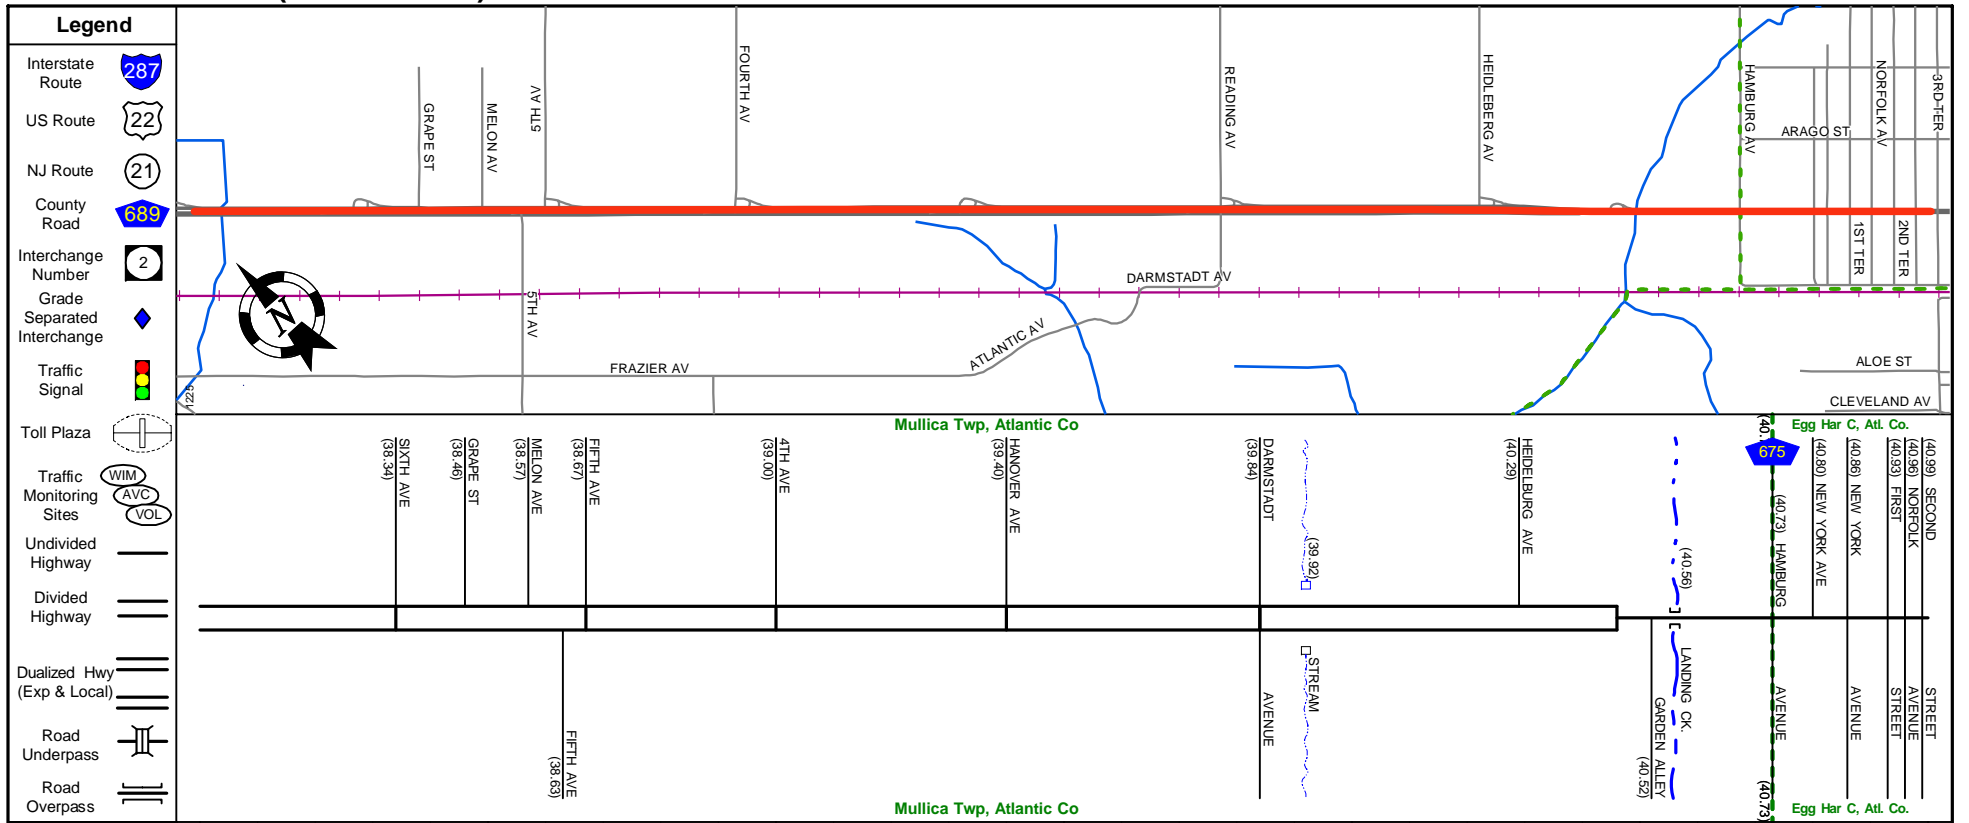 Legend
Interstate
Route
287
US Route
22
NJ Route
21
County
Road
689
Interchange
Number
2
Grade
Separated
Interchange
Traffic
Signal
Toll Plaza
Traffic
Monitoring
Sites
WIM
AVC
VOL
Undivided
Highway
Divided
Highway
Dualized Hwy
(Exp & Local)
Road
Underpass
Road
Overpass
GRAPE ST
MELON AV
5TH AV
FOURTH AV
READING AV
HEIDLEBERG AV
HAMBURG AV
NORFOLK AV
3RD TER
ARAGO ST
1ST TER
2ND TER
DARMSTADT AV
5TH AV
N
ATLANTIC AV
FRAZIER AV
ALOE ST
CLEVELAND AV
1225
Mullica Twp, Atlantic Co
Egg Har C, Atl. Co.
SIXTH AVE
(38.34)
GRAPE ST
(38.46)
MELON AVE
(38.57)
FIFTH AVE
(38.67)
4TH AVE
(39.00)
HANOVER AVE
(39.40)
DARMSTADT
(39.84)
AVENUE
(39.92)
STREAM
HEIDELBURG AVE
(40.29)
(40.56)
LANDING CK.
GARDEN ALLEY
(40.52)
675
(40.73) HAMBURG
AVENUE
(40.80) NEW YORK AVE
(40.86) NEW YORK
AVENUE
(40.93) FIRST
STREET
(40.96) NORFOLK
AVENUE
(40.99) SECOND
STREET
FIFTH AVE
(38.63)
(40.73)
Mullica Twp, Atlantic Co
Egg Har C, Atl. Co.